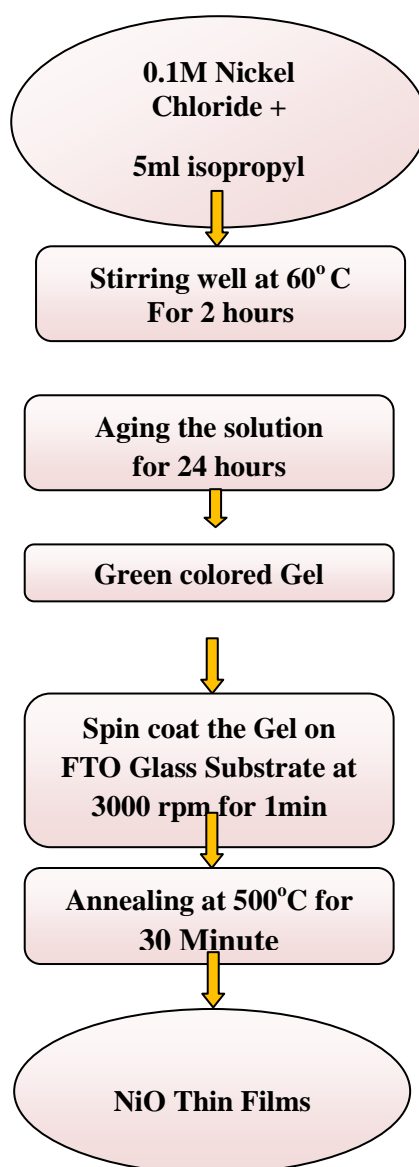 0.1M Nickel
Chloride +
5ml isopropyl
Stirring well at 60° C
For 2 hours
Aging the solution
for 24 hours
Green colored Gel
Spin coat the Gel on
FTO Glass Substrate at
3000 rpm for 1min
Annealing at 500°C for
30 Minute
NiO Thin Films